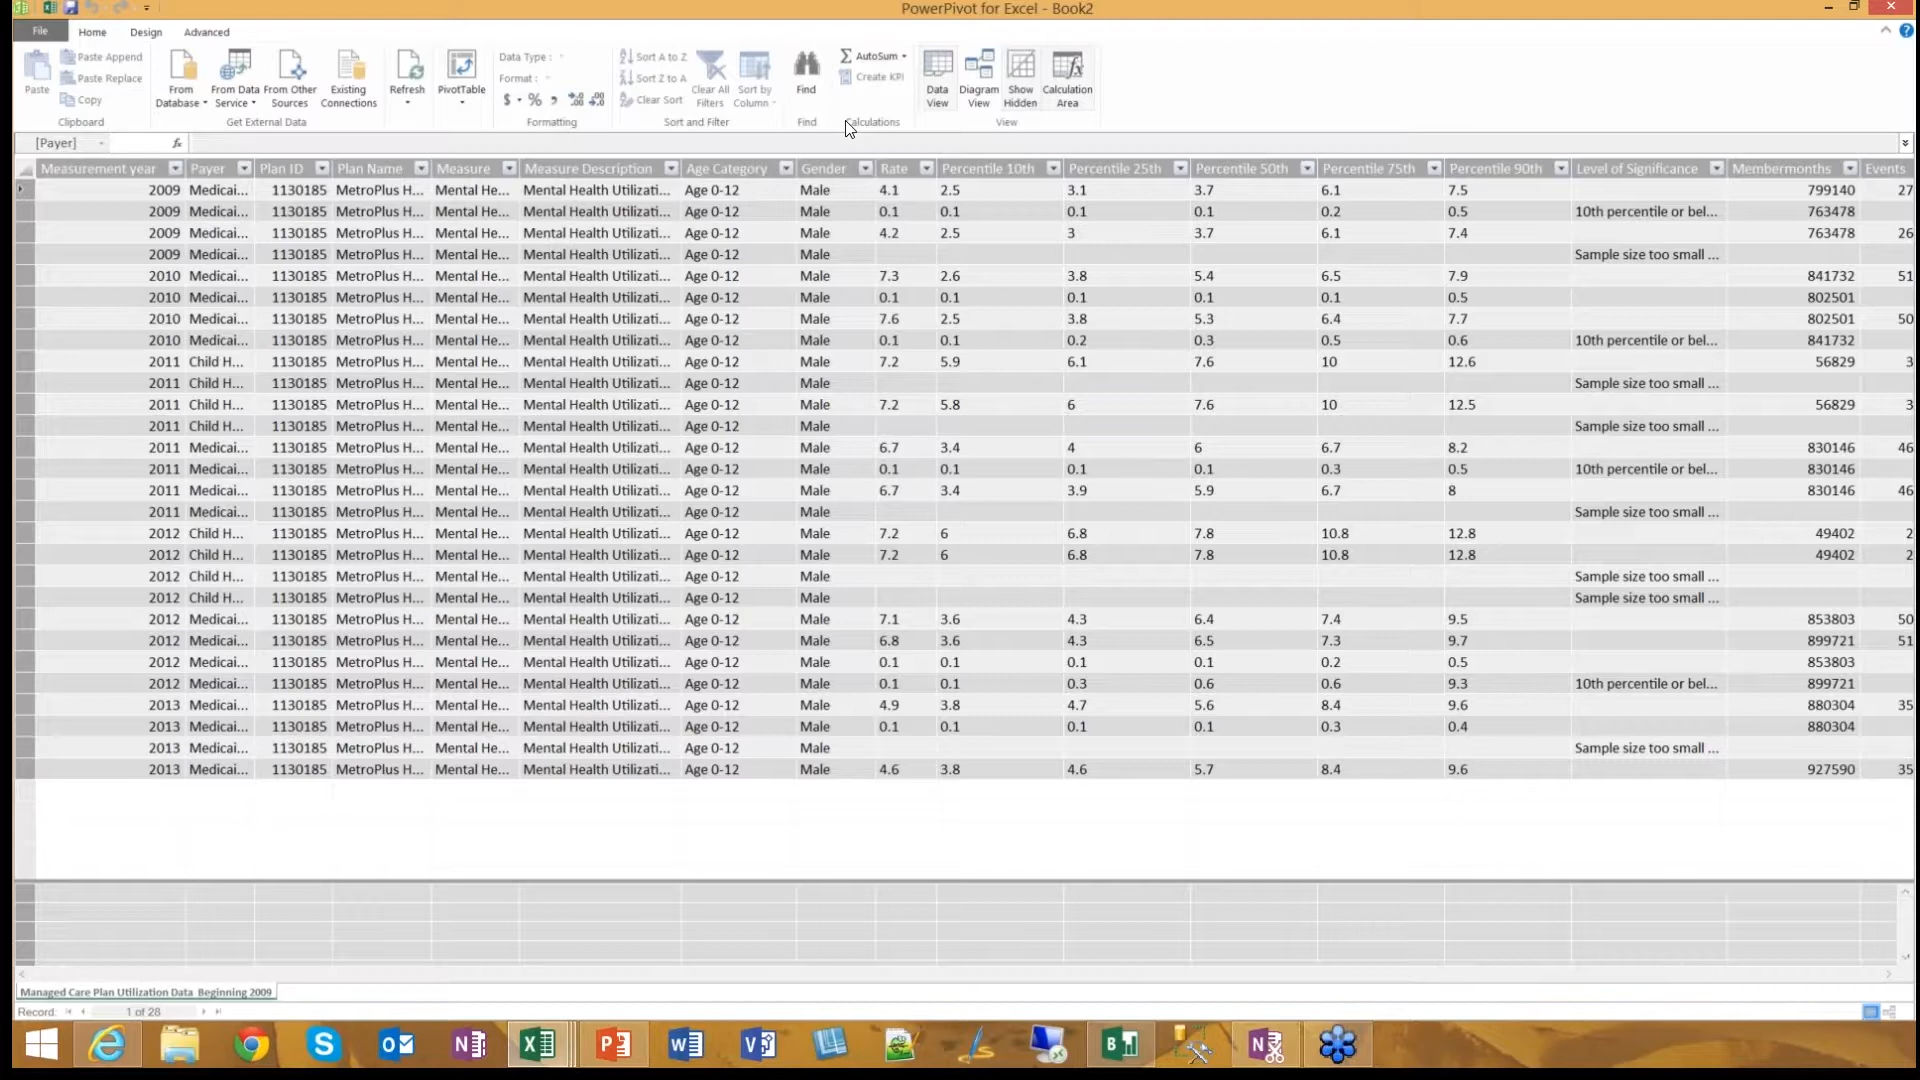 PowerPivot for Excel - Book2
File Home Design Advanced
Paste
Paste Append
Paste Replace
Copy
Clipboard
From Database
From Data Service
From Other Sources
Existing Connections
Get External Data
Refresh
PivotTable
Data Type :
Format :
$ % ,
Formatting
Sort A to Z
Sort Z to A
Clear Sort
Clear All Filters
Sort by Column
Sort and Filter
Find
Find
AutoSum
Create KPI
Calculations
Data View
Diagram View
Show Hidden
Calculation Area
View
[Payer] fx
Measurement year Payer Plan ID Plan Name Measure Measure Description Age Category Gender Rate Percentile 10th Percentile 25th Percentile 50th Percentile 75th Percentile 90th Level of Significance Membermonths Events
2009 Medicai... 1130185 MetroPlus H... Mental He... Mental Health Utilizati... Age 0-12 Male 4.1 2.5 3.1 3.7 6.1 7.5 799140 27
2009 Medicai... 1130185 MetroPlus H... Mental He... Mental Health Utilizati... Age 0-12 Male 0.1 0.1 0.1 0.1 0.2 0.5 10th percentile or bel... 763478
2009 Medicai... 1130185 MetroPlus H... Mental He... Mental Health Utilizati... Age 0-12 Male 4.2 2.5 3 3.7 6.1 7.4 763478 26
2009 Medicai... 1130185 MetroPlus H... Mental He... Mental Health Utilizati... Age 0-12 Male Sample size too small ...
2010 Medicai... 1130185 MetroPlus H... Mental He... Mental Health Utilizati... Age 0-12 Male 7.3 2.6 3.8 5.4 6.5 7.9 841732 51
2010 Medicai... 1130185 MetroPlus H... Mental He... Mental Health Utilizati... Age 0-12 Male 0.1 0.1 0.1 0.1 0.1 0.5 802501
2010 Medicai... 1130185 MetroPlus H... Mental He... Mental Health Utilizati... Age 0-12 Male 7.6 2.5 3.8 5.3 6.4 7.7 802501 50
2010 Medicai... 1130185 MetroPlus H... Mental He... Mental Health Utilizati... Age 0-12 Male 0.1 0.1 0.2 0.3 0.5 0.6 10th percentile or bel... 841732
2011 Child H... 1130185 MetroPlus H... Mental He... Mental Health Utilizati... Age 0-12 Male 7.2 5.9 6.1 7.6 10 12.6 56829 3
2011 Child H... 1130185 MetroPlus H... Mental He... Mental Health Utilizati... Age 0-12 Male Sample size too small ...
2011 Child H... 1130185 MetroPlus H... Mental He... Mental Health Utilizati... Age 0-12 Male 7.2 5.8 6 7.6 10 12.5 56829 3
2011 Child H... 1130185 MetroPlus H... Mental He... Mental Health Utilizati... Age 0-12 Male Sample size too small ...
2011 Medicai... 1130185 MetroPlus H... Mental He... Mental Health Utilizati... Age 0-12 Male 6.7 3.4 4 6 6.7 8.2 830146 46
2011 Medicai... 1130185 MetroPlus H... Mental He... Mental Health Utilizati... Age 0-12 Male 0.1 0.1 0.1 0.1 0.3 0.5 10th percentile or bel... 830146
2011 Medicai... 1130185 MetroPlus H... Mental He... Mental Health Utilizati... Age 0-12 Male 6.7 3.4 3.9 5.9 6.7 8 830146 46
2011 Medicai... 1130185 MetroPlus H... Mental He... Mental Health Utilizati... Age 0-12 Male Sample size too small ...
2012 Child H... 1130185 MetroPlus H... Mental He... Mental Health Utilizati... Age 0-12 Male 7.2 6 6.8 7.8 10.8 12.8 49402 2
2012 Child H... 1130185 MetroPlus H... Mental He... Mental Health Utilizati... Age 0-12 Male 7.2 6 6.8 7.8 10.8 12.8 49402 2
2012 Child H... 1130185 MetroPlus H... Mental He... Mental Health Utilizati... Age 0-12 Male Sample size too small ...
2012 Child H... 1130185 MetroPlus H... Mental He... Mental Health Utilizati... Age 0-12 Male Sample size too small ...
2012 Medicai... 1130185 MetroPlus H... Mental He... Mental Health Utilizati... Age 0-12 Male 7.1 3.6 4.3 6.4 7.4 9.5 853803 50
2012 Medicai... 1130185 MetroPlus H... Mental He... Mental Health Utilizati... Age 0-12 Male 6.8 3.6 4.3 6.5 7.3 9.7 899721 51
2012 Medicai... 1130185 MetroPlus H... Mental He... Mental Health Utilizati... Age 0-12 Male 0.1 0.1 0.1 0.1 0.2 0.5 853803
2012 Medicai... 1130185 MetroPlus H... Mental He... Mental Health Utilizati... Age 0-12 Male 0.1 0.1 0.3 0.6 0.6 9.3 10th percentile or bel... 899721
2013 Medicai... 1130185 MetroPlus H... Mental He... Mental Health Utilizati... Age 0-12 Male 4.9 3.8 4.7 5.6 8.4 9.6 880304 35
2013 Medicai... 1130185 MetroPlus H... Mental He... Mental Health Utilizati... Age 0-12 Male 0.1 0.1 0.1 0.1 0.3 0.4 880304
2013 Medicai... 1130185 MetroPlus H... Mental He... Mental Health Utilizati... Age 0-12 Male Sample size too small ...
2013 Medicai... 1130185 MetroPlus H... Mental He... Mental Health Utilizati... Age 0-12 Male 4.6 3.8 4.6 5.7 8.4 9.6 927590 35
Managed Care Plan Utilization Data Beginning 2009
Record: 1 of 28